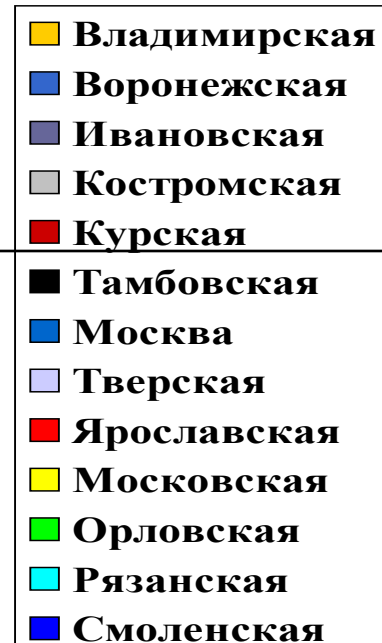 Владимирская
Воронежская
Ивановская
Костромская
Курская
Тамбовская
Москва
Тверская
Ярославская
Московская
Орловская
Рязанская
Смоленская